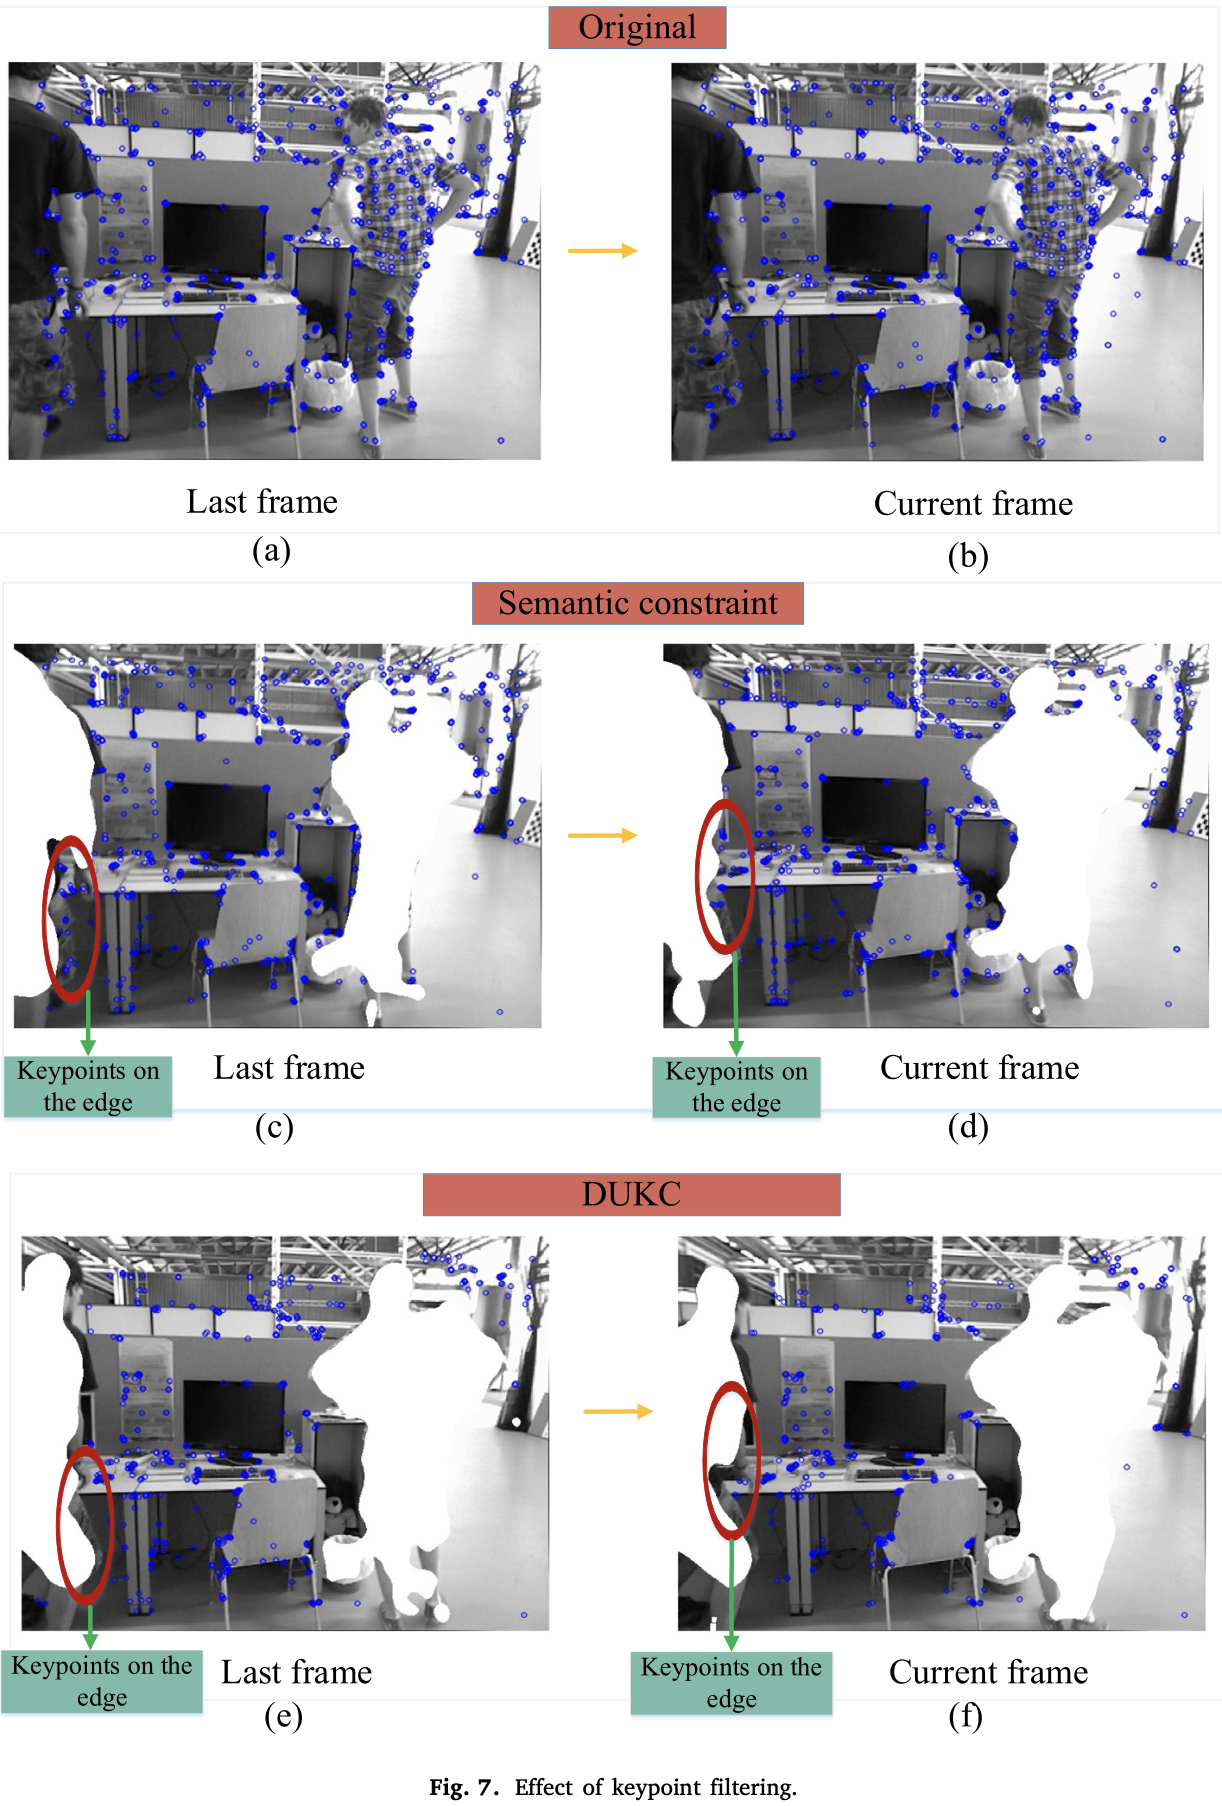 Original
Last frame
Current frame
(a)
(b)
Semantic constraint
Keypoints on
the edge
Last frame
Keypoints on
the edge
Current frame
(c)
(d)
DUKC
Keypoints on the
edge
Last frame
Keypoints on the
edge
Current frame
(e)
(f)
Fig. 7. Effect of keypoint filtering.